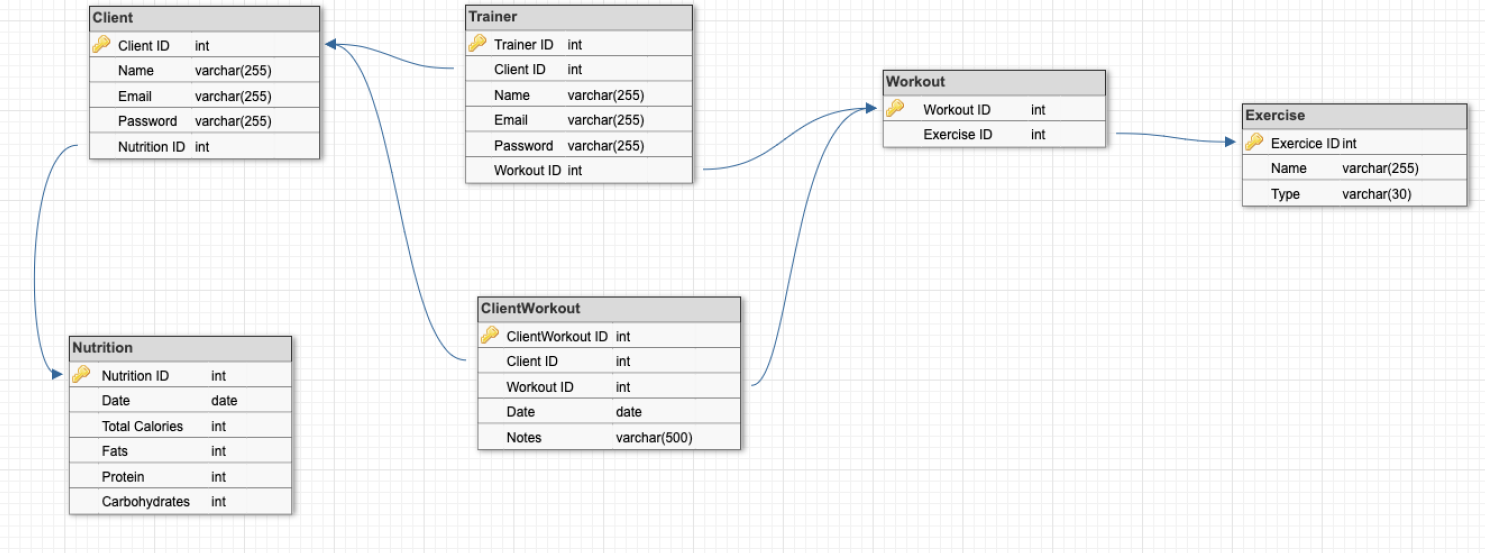 Client
Client ID int
Name varchar(255)
Email varchar(255)
Password varchar(255)
Nutrition ID int
Trainer
Trainer ID int
Client ID int
Name varchar(255)
Email varchar(255)
Password varchar(255)
Workout ID int
Workout
Workout ID int
Exercise ID int
Exercise
Exercice ID int
Name varchar(255)
Type varchar(30)
Nutrition
Nutrition ID int
Date date
Total Calories int
Fats int
Protein int
Carbohydrates int
ClientWorkout
ClientWorkout ID int
Client ID int
Workout ID int
Date date
Notes varchar(500)